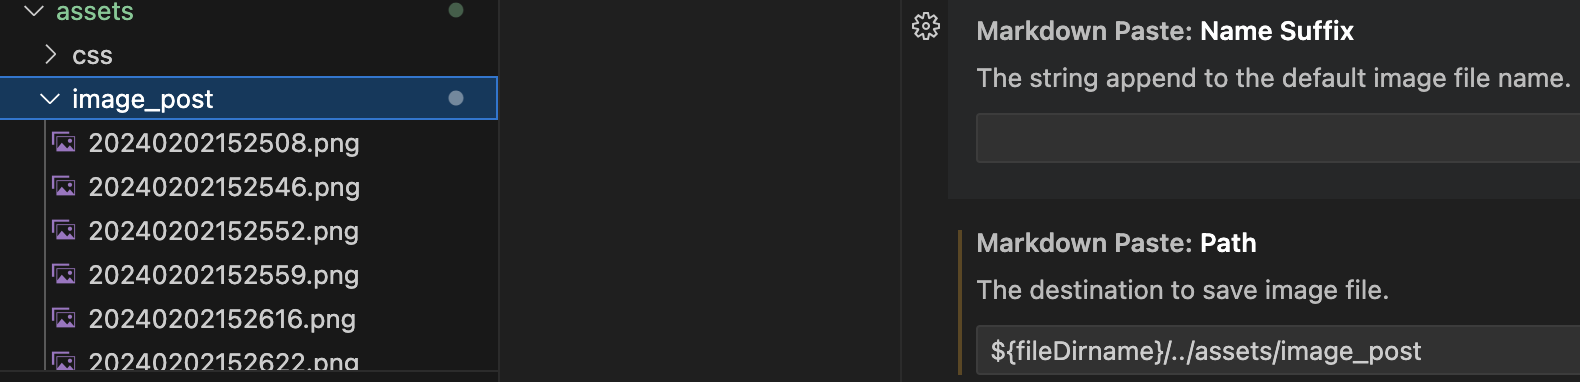 assets
css
image_post
20240202152508.png
20240202152546.png
20240202152552.png
20240202152559.png
20240202152616.png
20240202152622.png
Markdown Paste: Name Suffix
The string append to the default image file name.
Markdown Paste: Path
The destination to save image file.
${fileDirname}/../assets/image_post